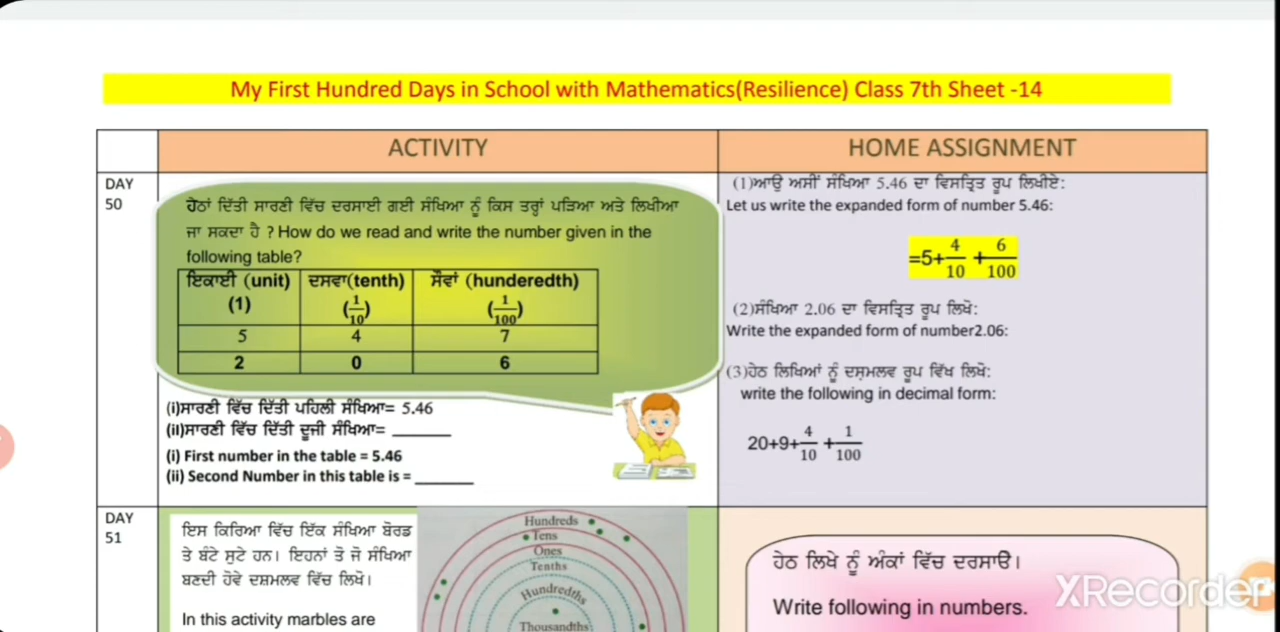 My First Hundred Days in School with Mathematics(Resilience) Class 7th Sheet -14
ACTIVITY
HOME ASSIGNMENT
DAY
50
ਹੇਠਾਂ ਦਿੱਤੀ ਸਾਰਣੀ ਵਿੱਚ ਦਰਸਾਈ ਗਈ ਸੰਖਿਆ ਨੂੰ ਕਿਸ ਤਰ੍ਹਾਂ ਪੜਿਆ ਅਤੇ ਲਿਖੀਆ
ਜਾ ਸਕਦਾ ਹੈ ? How do we read and write the number given in the
following table?
ਇਕਾਈ (unit) ਦਸਵਾ(tenth) ਸੌਵਾਂ (hunderedth)
(1) (1/10) (1/100)
5 4 7
2 0 6
(i)ਸਾਰਣੀ ਵਿੱਚ ਦਿੱਤੀ ਪਹਿਲੀ ਸੰਖਿਆ= 5.46
(ii)ਸਾਰਣੀ ਵਿੱਚ ਦਿੱਤੀ ਦੂਜੀ ਸੰਖਿਆ= ________
(i) First number in the table = 5.46
(ii) Second Number in this table is = ________
(1)ਆਉ ਅਸੀਂ ਸੰਖਿਆ 5.46 ਦਾ ਵਿਸਤ੍ਰਿਤ ਰੂਪ ਲਿਖੀਏ:
Let us write the expanded form of number 5.46:
=5+4/10 +6/100
(2)ਸੰਖਿਆ 2.06 ਦਾ ਵਿਸਤ੍ਰਿਤ ਰੂਪ ਲਿਖੋ:
Write the expanded form of number2.06:
(3)ਹੇਠ ਲਿਖਿਆਂ ਨੂੰ ਦਸ਼ਮਲਵ ਰੂਪ ਵਿੱਖ ਲਿਖੋ:
write the following in decimal form:
20+9+4/10 +1/100
DAY
51
ਇਸ ਕਿਰਿਆ ਵਿੱਚ ਇੱਕ ਸੰਖਿਆ ਬੋਰਡ
ਤੇ ਬੰਟੇ ਸੁਟੇ ਹਨ। ਇਹਨਾਂ ਤੋਂ ਜੋ ਸੰਖਿਆ
ਬਣਦੀ ਹੋਵੇ ਦਸ਼ਮਲਵ ਵਿੱਚ ਲਿਖੋ।
In this activity marbles are
Hundreds
Tens
Ones
Tenths
Hundredths
Thousandths
ਹੇਠ ਲਿਖੇ ਨੂੰ ਅੰਕਾਂ ਵਿੱਚ ਦਰਸਾੳ।
Write following in numbers.
XRecorder